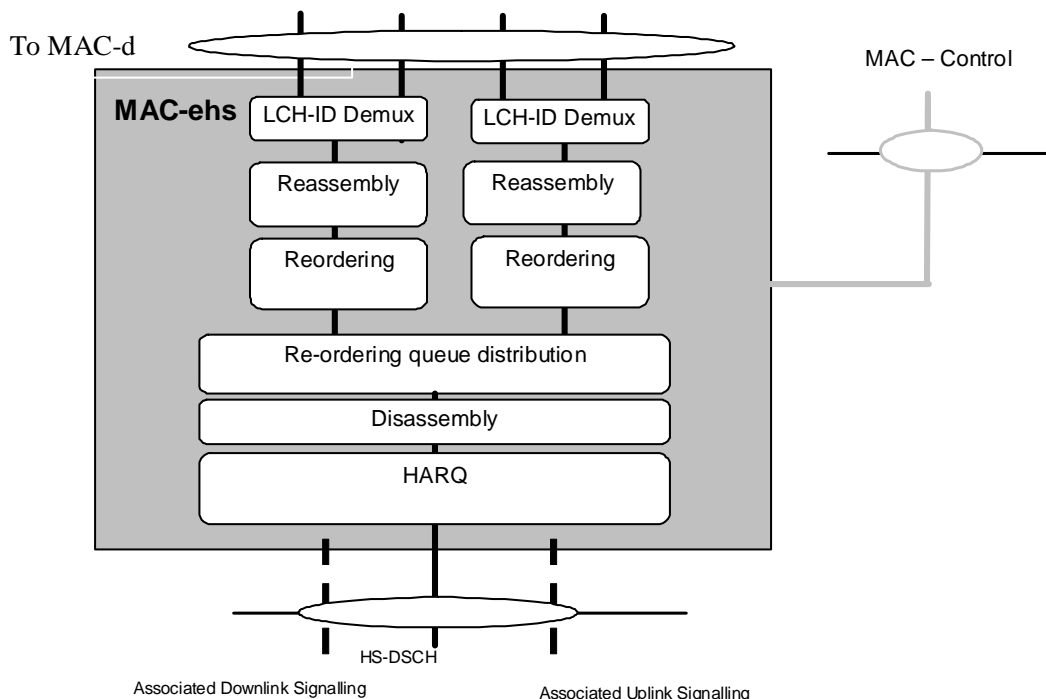 To MAC-d
MAC – Control
MAC-ehs
LCH-ID Demux
LCH-ID Demux
Reassembly
Reassembly
Reordering
Reordering
Re-ordering queue distribution
Disassembly
HARQ
HS-DSCH
Associated Downlink Signalling
Associated Uplink Signalling